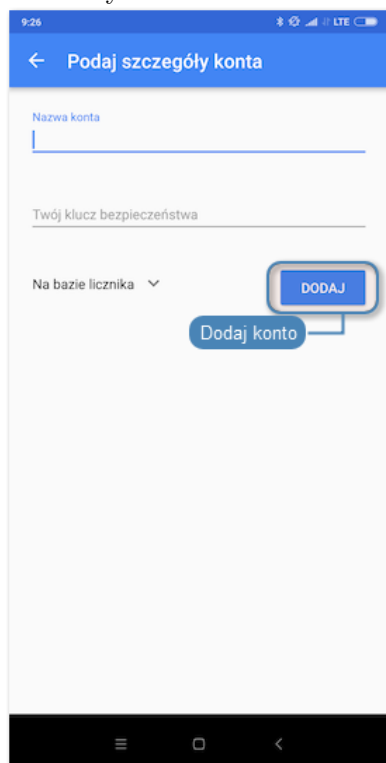 9:26 LTE
Podaj szczegóły konta
Nazwa konta
Twój klucz bezpieczeństwa
Na bazie licznika
DODAJ
Dodaj konto